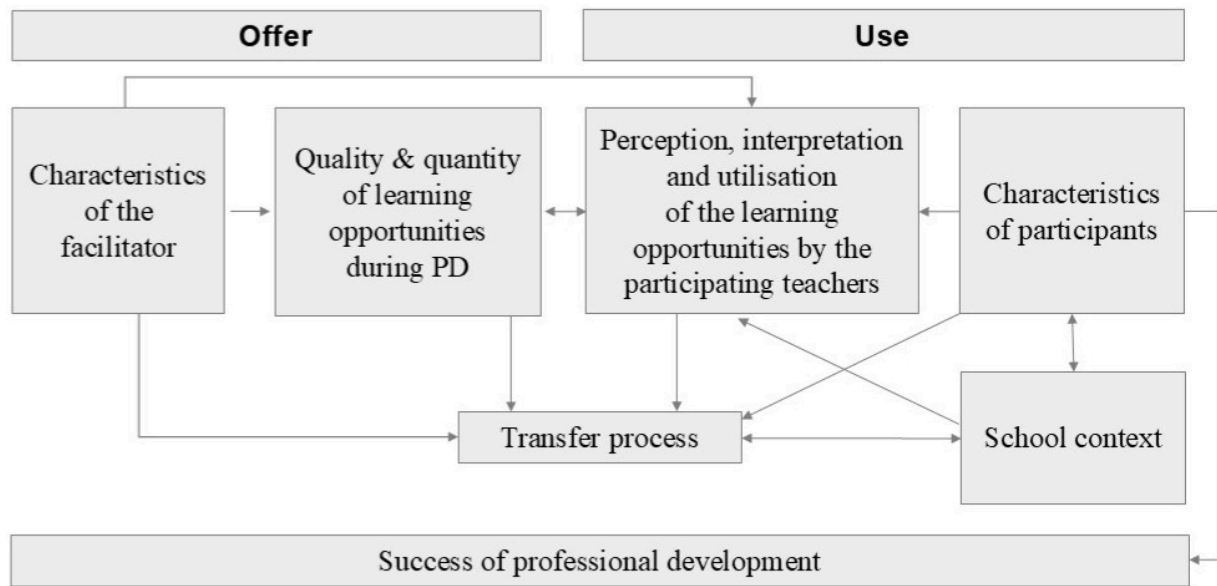 Offer
Use
Characteristics
of the
facilitator
Quality & quantity
of learning
opportunities
during PD
Perception, interpretation
and utilisation
of the learning
opportunities by the
participating teachers
Characteristics
of participants
Transfer process
School context
Success of professional development